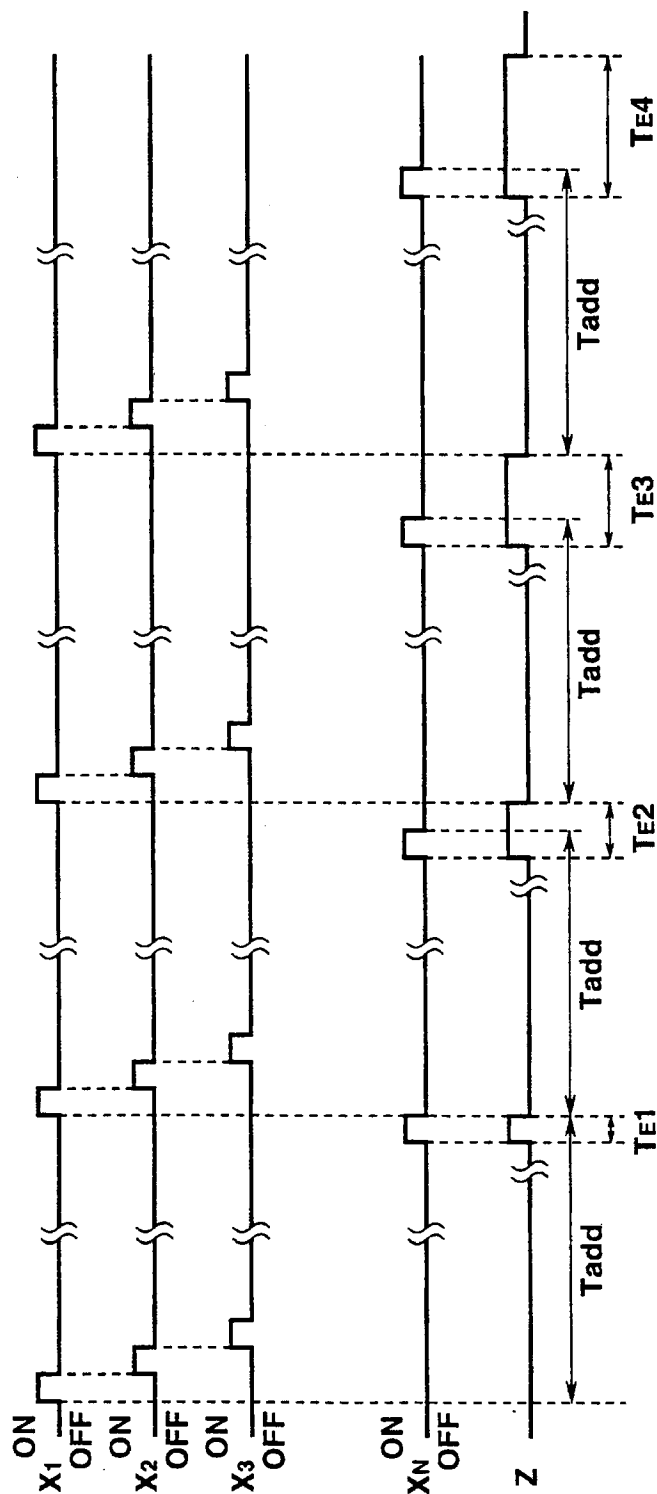 ON
X1
OFF
ON
X2
OFF
ON
X3
OFF
ON
XN
OFF
Z
Tadd
Tadd
Tadd
Tadd
TE1
TE2
TE3
TE4